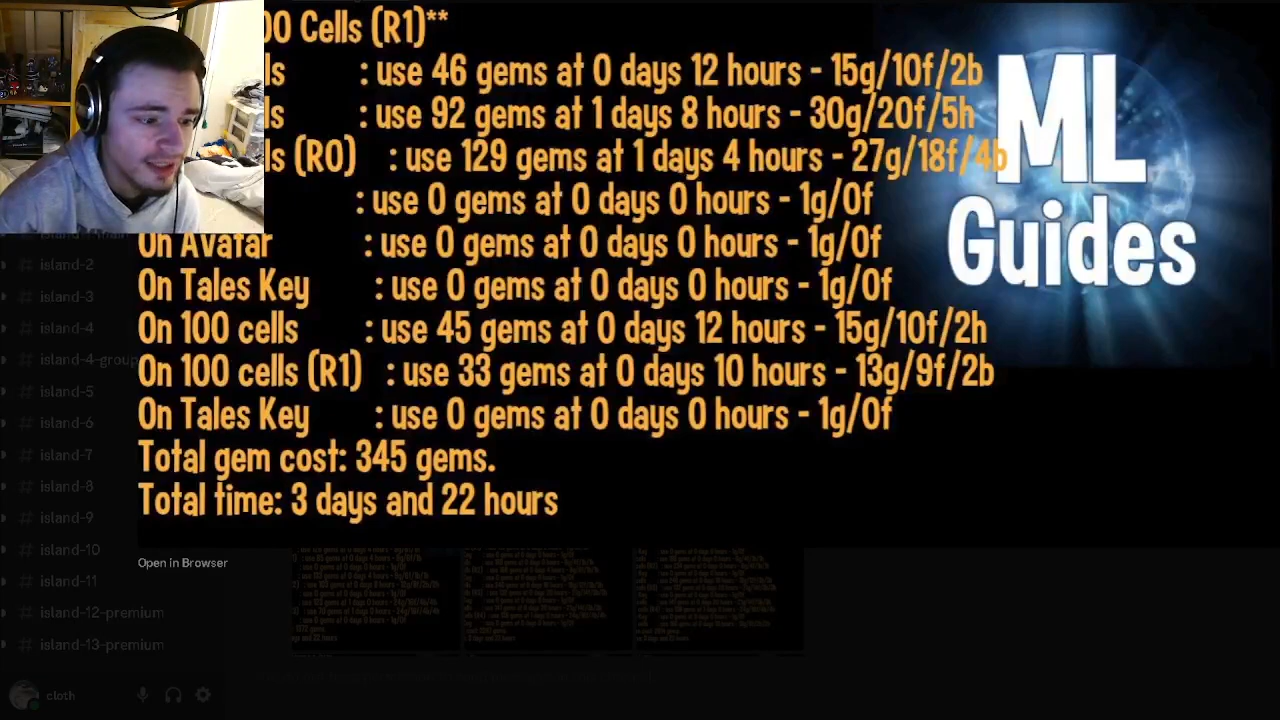 00 Cells (R1)**
ls : use 46 gems at 0 days 12 hours - 15g/10f/2b
ls : use 92 gems at 1 days 8 hours - 30g/20f/5h
ls (R0) : use 129 gems at 1 days 4 hours - 27g/18f/4b
: use 0 gems at 0 days 0 hours - 1g/0f
On Avatar : use 0 gems at 0 days 0 hours - 1g/0f
On Tales Key : use 0 gems at 0 days 0 hours - 1g/0f
On 100 cells : use 45 gems at 0 days 12 hours - 15g/10f/2h
On 100 cells (R1) : use 33 gems at 0 days 10 hours - 13g/9f/2b
On Tales Key : use 0 gems at 0 days 0 hours - 1g/0f
Total gem cost: 345 gems.
Total time: 3 days and 22 hours
ML
Guides
# island-2
# island-3
# island-4
# island-4-group
# island-5
# island-6
# island-7
# island-8
# island-9
# island-10
# island-11
# island-12-premium
# island-13-premium
Open in Browser
cloth